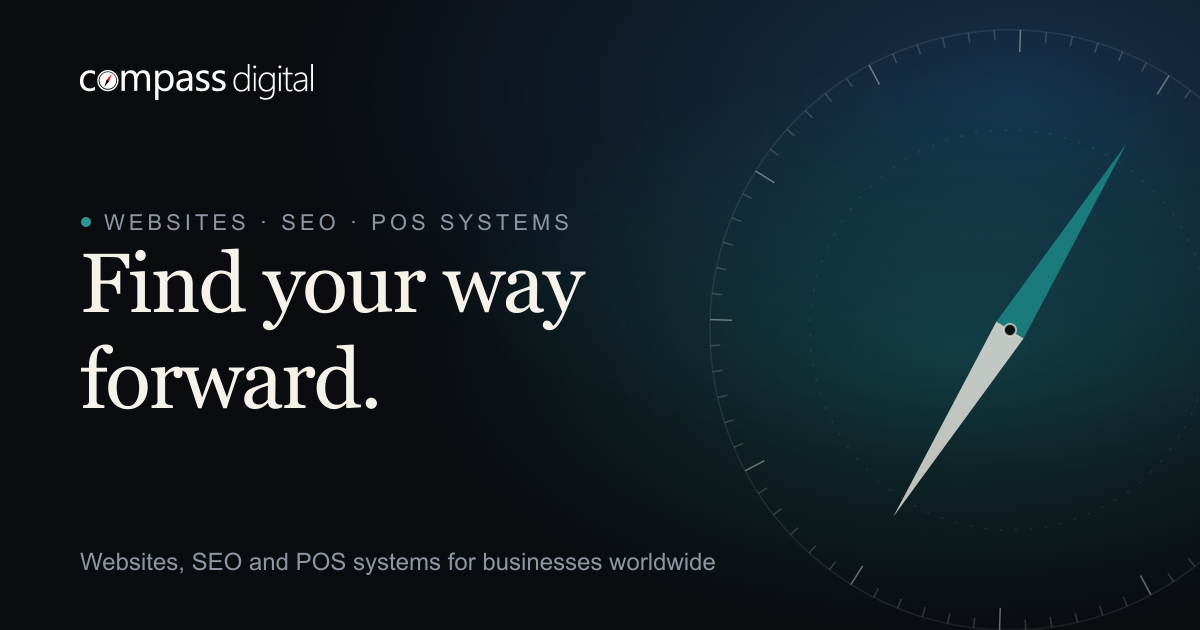 compass digital
WEBSITES · SEO · POS SYSTEMS
Find your way
forward.
Websites, SEO and POS systems for businesses worldwide